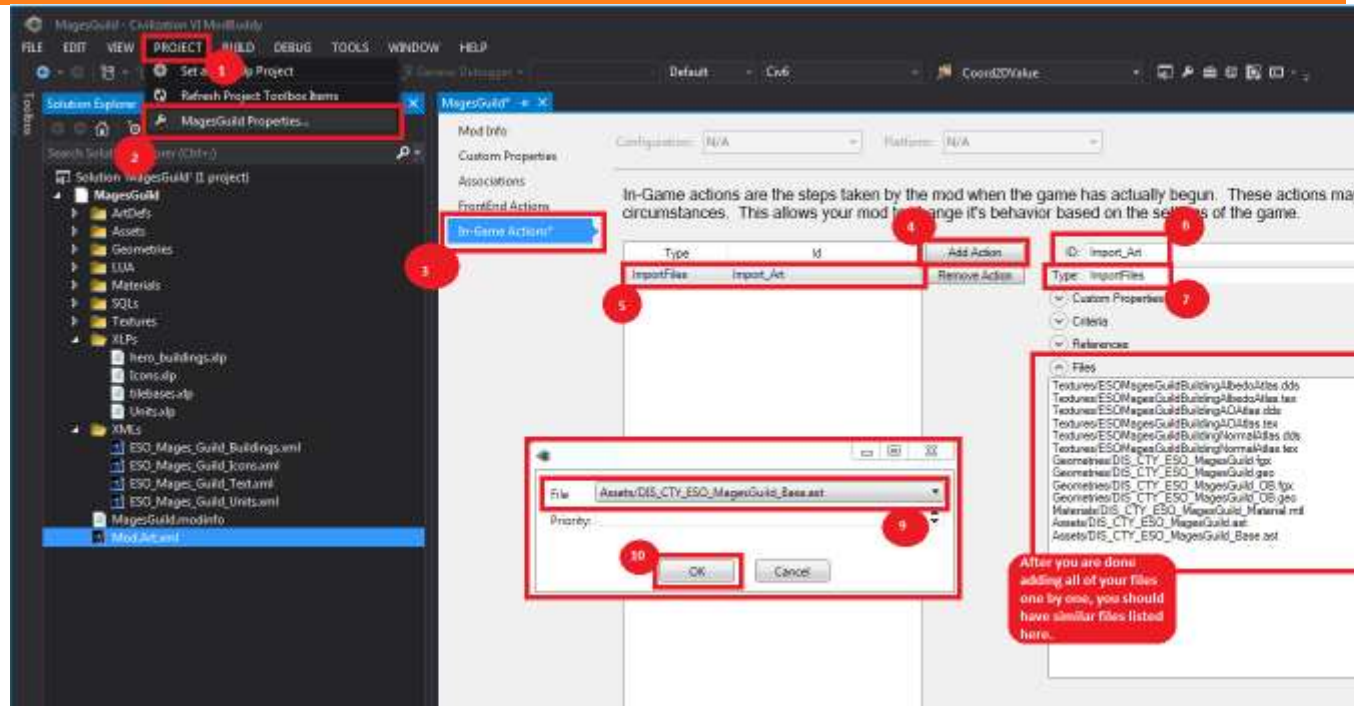 MagesGuild - Civilization VI ModBuddy
FILE EDIT VIEW PROJECT BUILD DEBUG TOOLS WINDOW HELP
1
Set as Up Project
Default Civ6 Coord2DValue
Toolbox
Solution Explorer
Refresh Project Toolbox Items
MagesGuild*
MagesGuild Properties...
2
Mod Info
Configuration: N/A Platform: N/A
Custom Properties
Solution 'MagesGuild' (1 project)
Associations
MagesGuild
FrontEnd Actions
In-Game actions are the steps taken by the mod when the game has actually begun. These actions ma
circumstances. This allows your mod to change it's behavior based on the settings of the game.
ArtDefs
Assets
In-Game Actions*
4
6
Geometries
Type Id Add Action ID: Import_Art
LUA
3
ImportFiles Import_Art Remove Action Type: ImportFiles
Materials
5
7
SQLs
Custom Properties
Textures
Criteria
XLPs
References
hero_buildings.xlp
Files
Icons.xlp
tilebases.xlp
Units.xlp
XMLs
ESO_Mages_Guild_Buildings.xml
ESO_Mages_Guild_Icons.xml
ESO_Mages_Guild_Text.xml
ESO_Mages_Guild_Units.xml
MagesGuild.modinfo
Mod.Art.xml
Textures/ESOMagesGuildBuildingAlbedoAtlas.dds
Textures/ESOMagesGuildBuildingAlbedoAtlas.tex
Textures/ESOMagesGuildBuildingAOAtlas.dds
Textures/ESOMagesGuildBuildingAOAtlas.tex
Textures/ESOMagesGuildBuildingNormalAtlas.dds
Textures/ESOMagesGuildBuildingNormalAtlas.tex
Geometries/DIS_CTY_ESO_MagesGuild.fgx
Geometries/DIS_CTY_ESO_MagesGuild.geo
Geometries/DIS_CTY_ESO_MagesGuild_OB.fgx
Geometries/DIS_CTY_ESO_MagesGuild_OB.geo
Materials/DIS_CTY_ESO_MagesGuild_Material.mtl
Assets/DIS_CTY_ESO_MagesGuild.ast
Assets/DIS_CTY_ESO_MagesGuild_Base.ast
File Assets/DIS_CTY_ESO_MagesGuild_Base.ast
Priority:
9
10
OK Cancel
After you are done
adding all of your files
one by one, you should
have similar files listed
here.